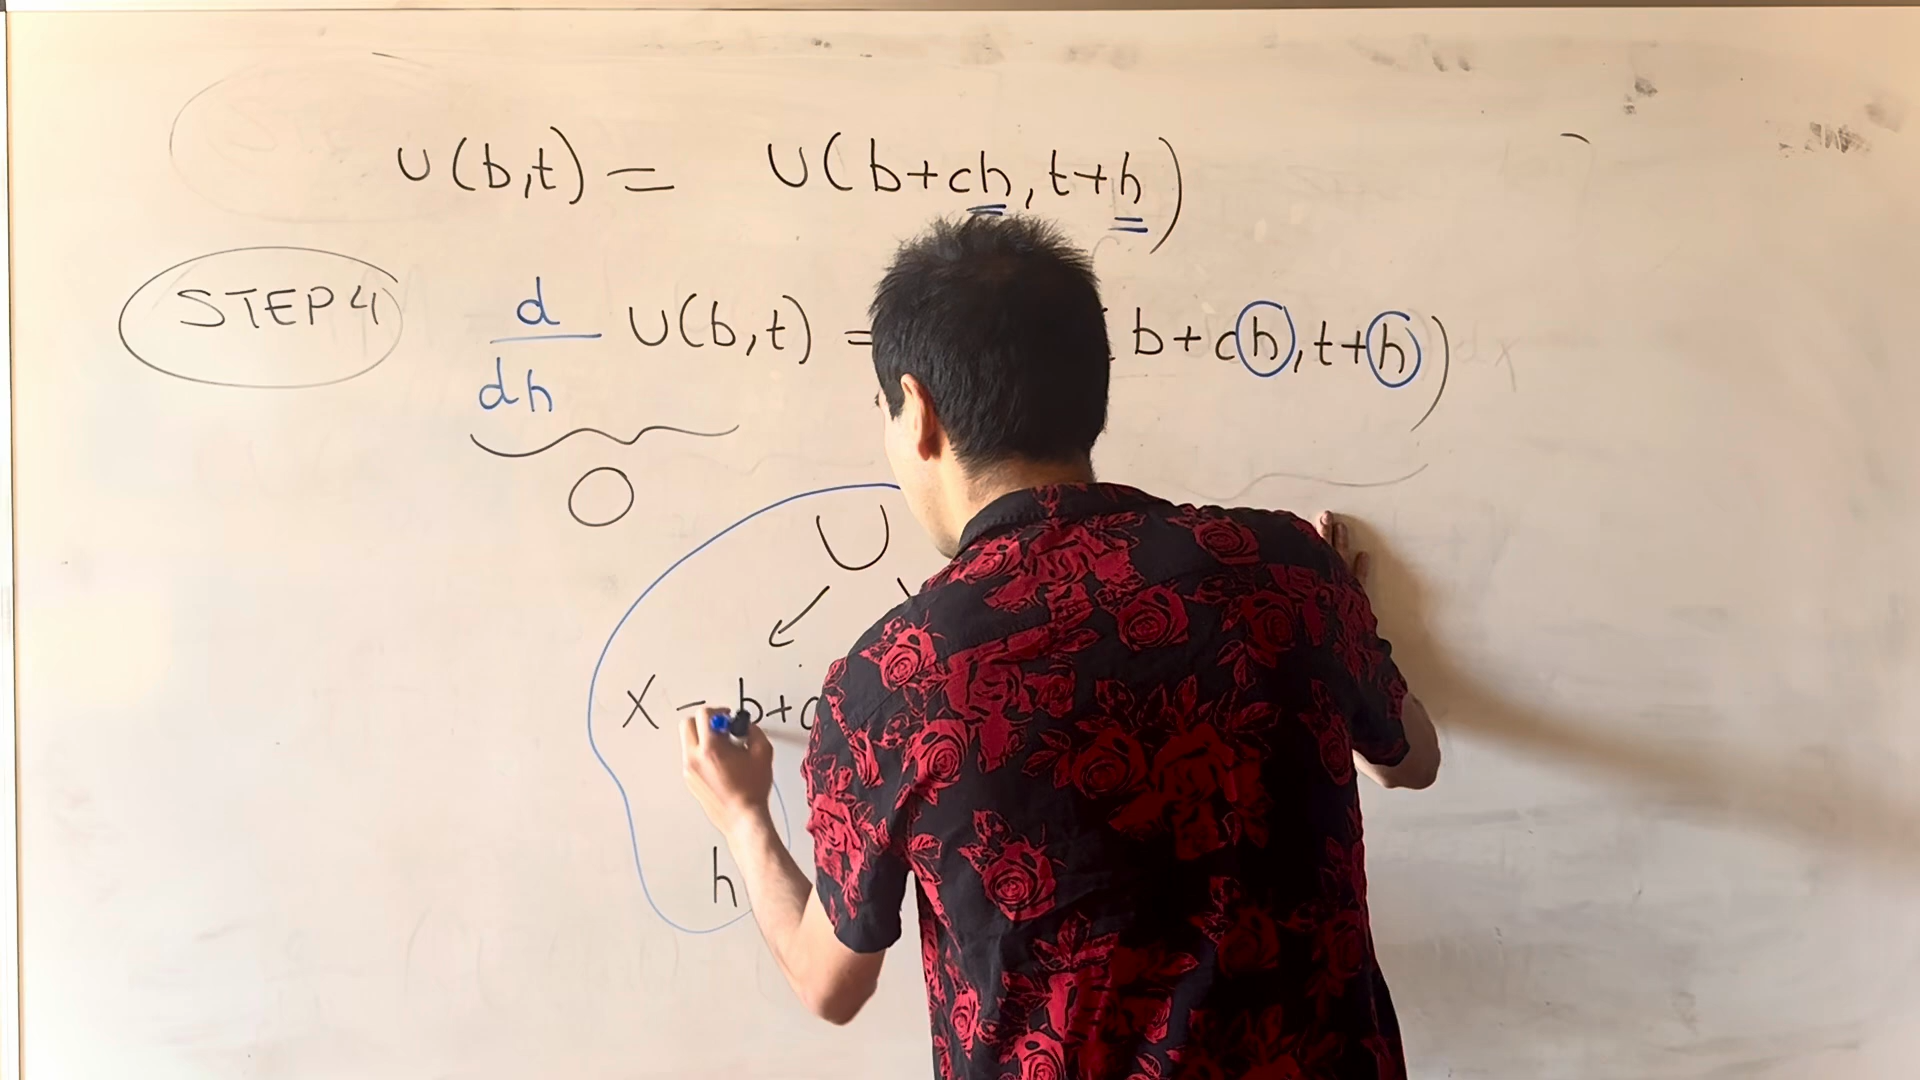 U(b,t) = U(b+ch, t+h)
STEP 4
d/dh U(b,t) = ( b+ch, t+h)
0
U
X = b+c
h